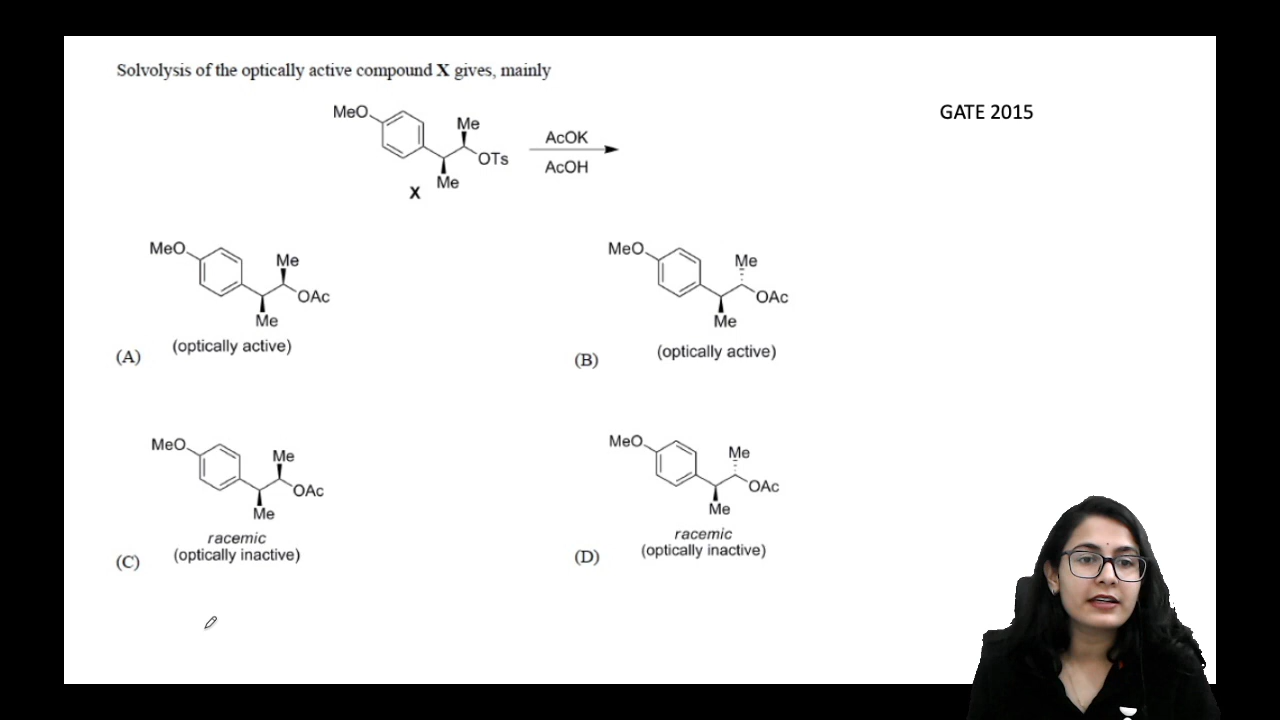 Solvolysis of the optically active compound X gives, mainly
GATE 2015
MeO
Me
OTs
Me
X
AcOK
AcOH
MeO
Me
OAc
Me
(optically active)
(A)
MeO
Me
OAc
Me
(optically active)
(B)
MeO
Me
OAc
Me
racemic
(optically inactive)
(C)
MeO
Me
OAc
Me
racemic
(optically inactive)
(D)